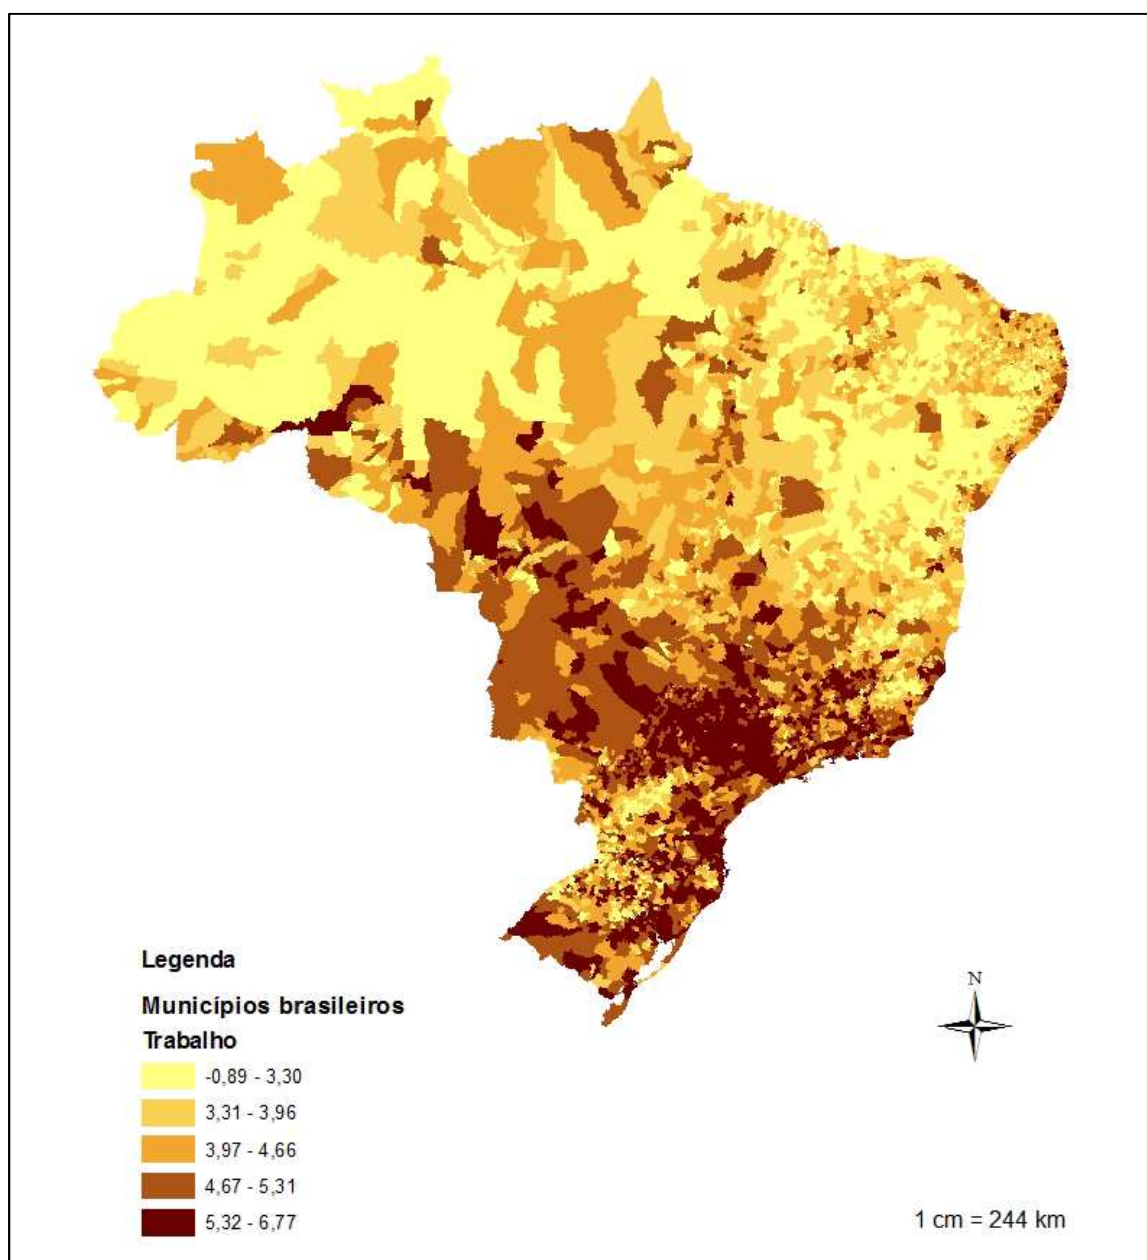 N
Legenda
Municípios brasileiros
Trabalho
-0,89 - 3,30
3,31 - 3,96
3,97 - 4,66
4,67 - 5,31
5,32 - 6,77
1 cm = 244 km